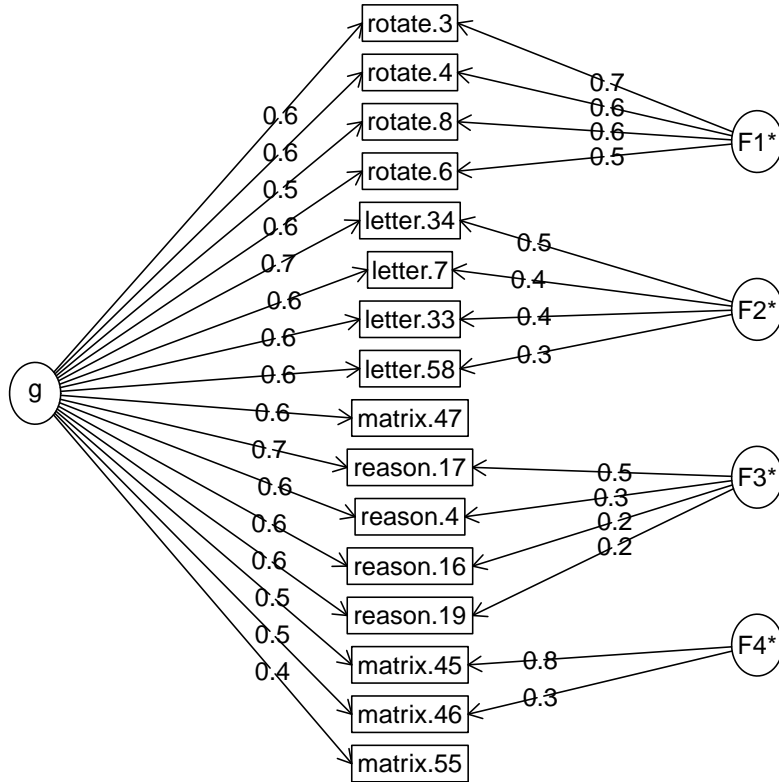 rotate.3
rotate.4
rotate.8
rotate.6
letter.34
letter.7
letter.33
letter.58
matrix.47
reason.17
reason.4
reason.16
reason.19
matrix.45
matrix.46
matrix.55
g
0.6
0.6
0.5
0.6
0.7
0.6
0.6
0.6
0.6
0.7
0.6
0.6
0.6
0.5
0.5
0.4
0.7
0.6
0.6
0.5
F1*
0.5
0.4
0.4
0.3
F2*
0.5
0.3
0.2
0.2
F3*
0.8
0.3
F4*